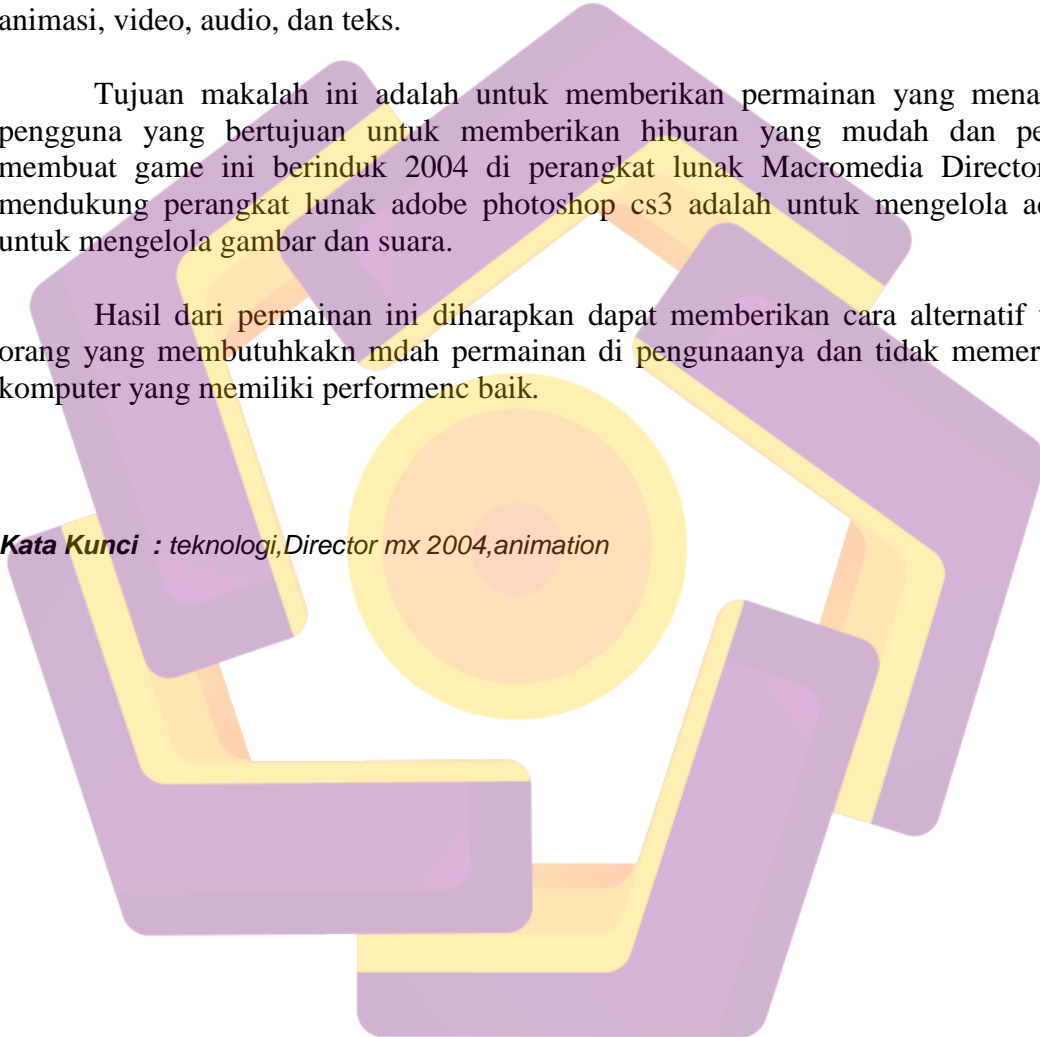 animasi, video, audio, dan teks.
Tujuan makalah ini adalah untuk memberikan permainan yang
pengguna yang bertujuan untuk memberikan hiburan yang mudah dan
membuat game ini berinduk 2004 di perangkat lunak Macromedia Director
mendukung perangkat lunak adobe photoshop cs3 adalah untuk mengelola
untuk mengelola gambar dan suara.
Hasil dari permainan ini diharapkan dapat memberikan cara alternatif
orang yang membutuhkakn mdah permainan di pengunaanya dan tidak
komputer yang memiliki performenc baik.
Kata Kunci : teknologi,Director mx 2004,animation